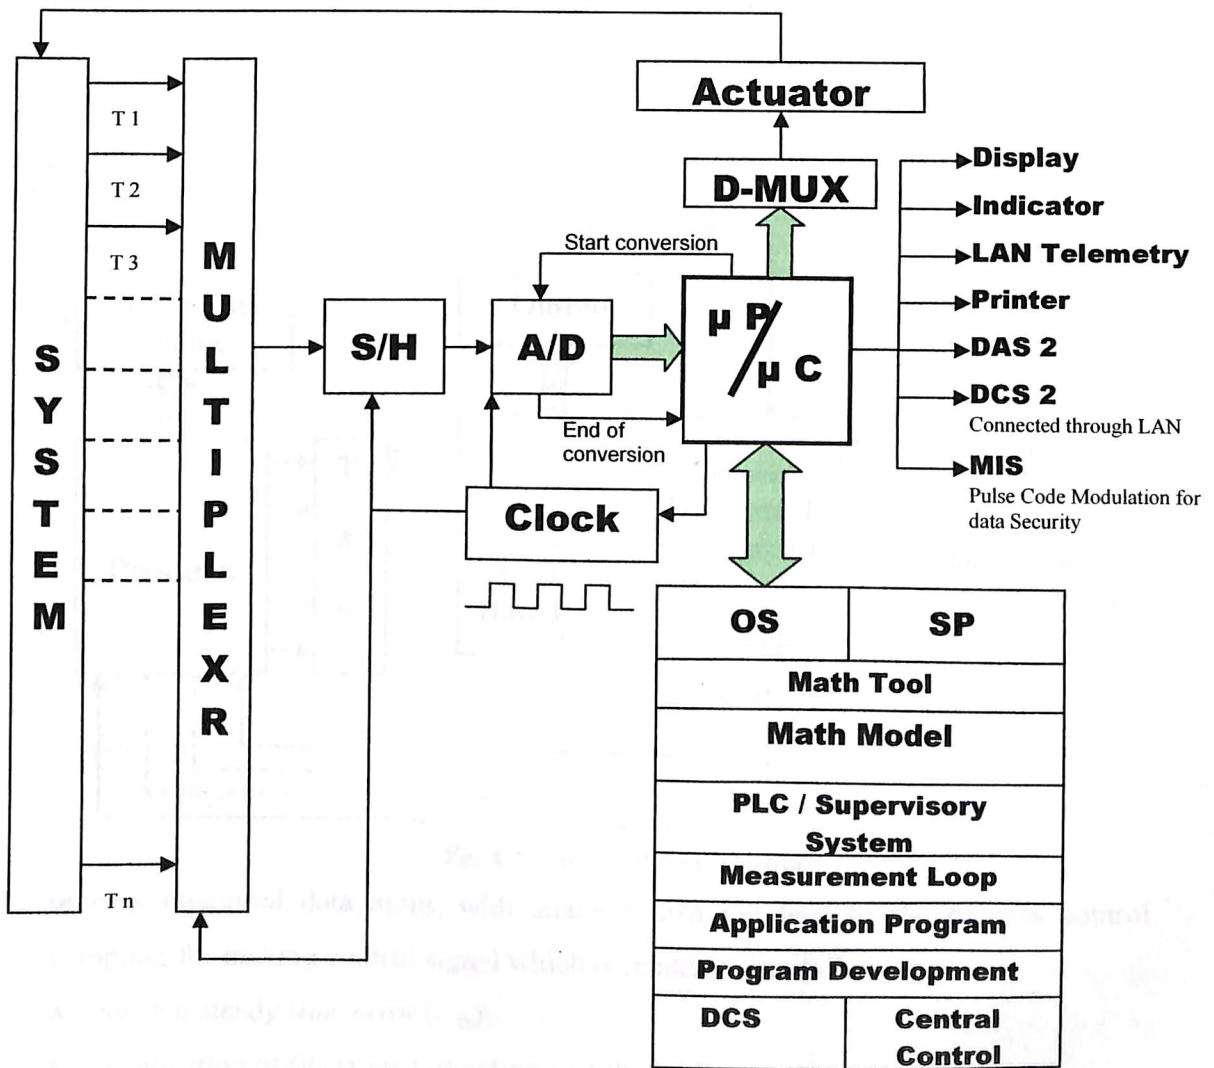 Actuator
D-MUX
Display
Indicator
LAN Telemetry
Printer
DAS 2
DCS 2
Connected through LAN
MIS
Pulse Code Modulation for
data Security
T 1
T 2
T 3
T n
SYSTEM
MULTIPLEXR
S/H
A/D
Start conversion
End of
conversion
µ P/
µ C
Clock
OS
SP
Math Tool
Math Model
PLC / Supervisory
System
Measurement Loop
Application Program
Program Development
DCS
Central
Control